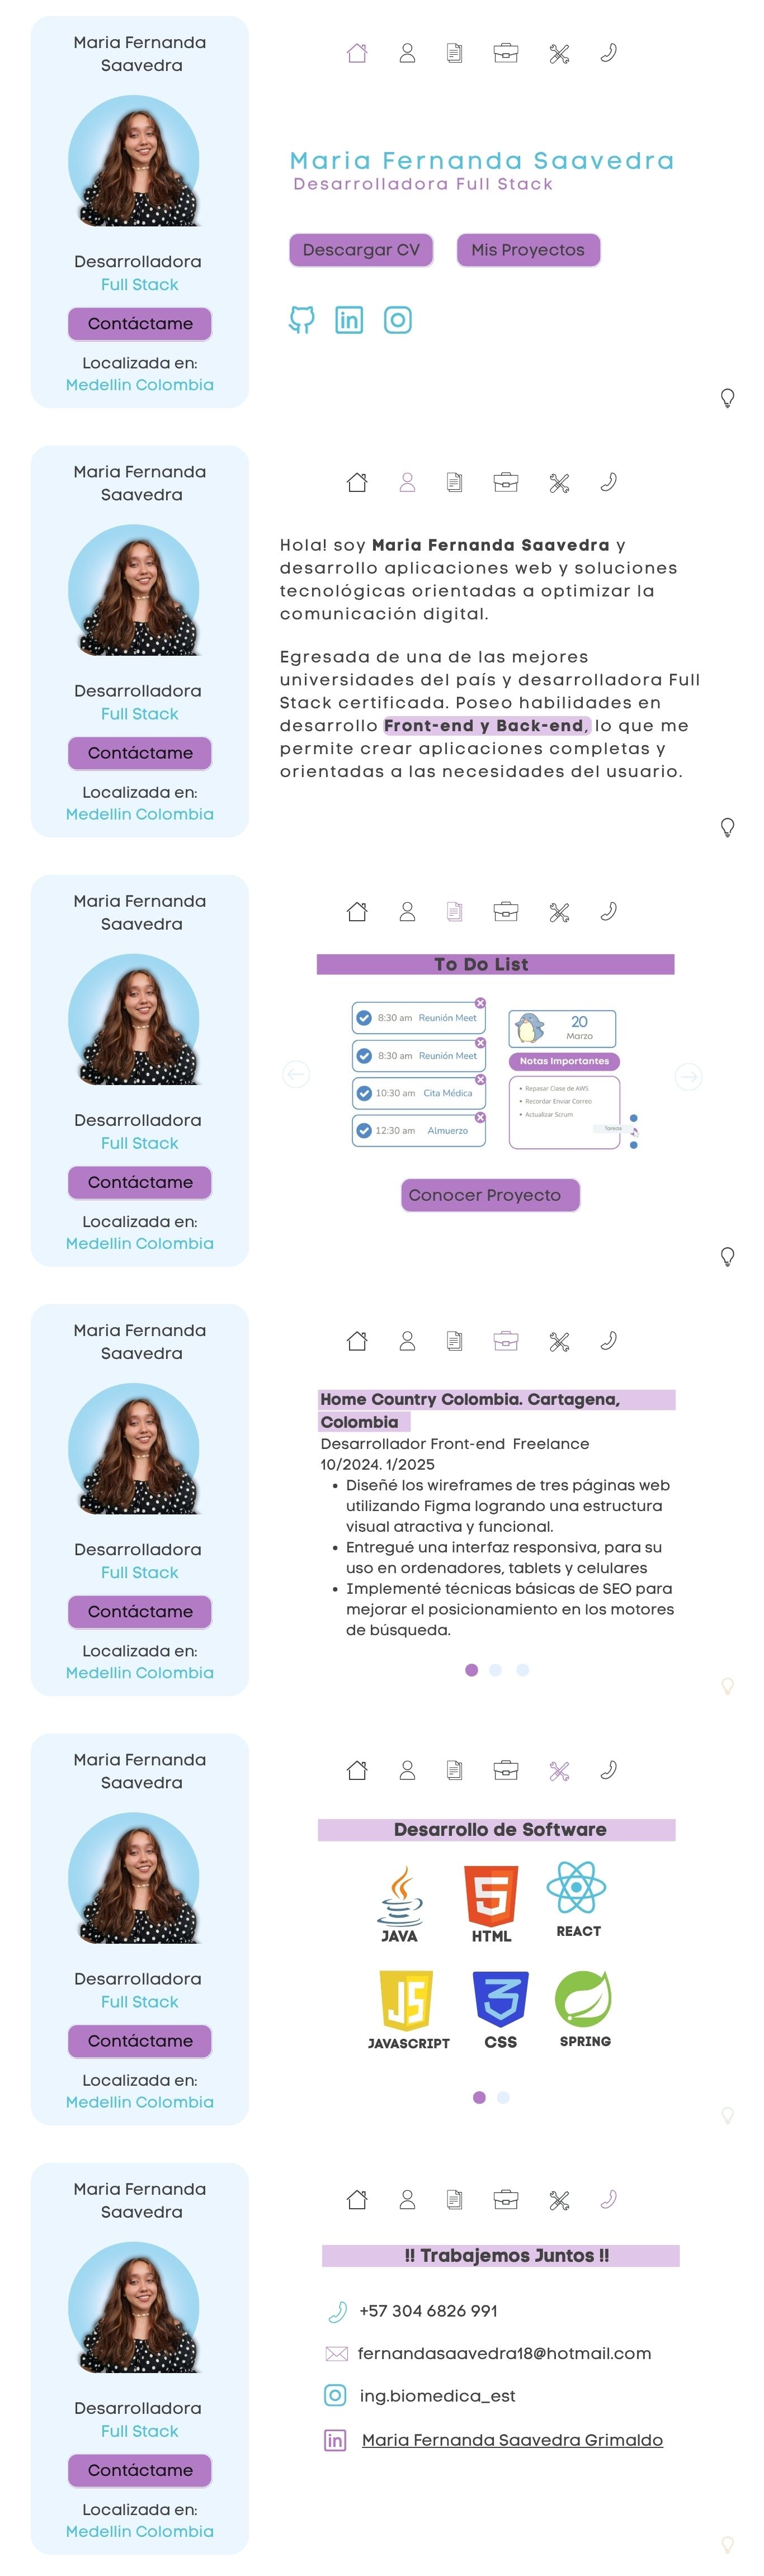 Maria Fernanda
Saavedra
Desarrolladora
Full Stack
Contáctame
Localizada en:
Medellin Colombia
Maria Fernanda Saavedra
Desarrolladora Full Stack
Descargar CV
Mis Proyectos
Maria Fernanda
Saavedra
Desarrolladora
Full Stack
Contáctame
Localizada en:
Medellin Colombia
Hola! soy Maria Fernanda Saavedra y
desarrollo aplicaciones web y soluciones
tecnológicas orientadas a optimizar la
comunicación digital.
Egresada de una de las mejores
universidades del país y desarrolladora Full
Stack certificada. Poseo habilidades en
desarrollo Front-end y Back-end, lo que me
permite crear aplicaciones completas y
orientadas a las necesidades del usuario.
Maria Fernanda
Saavedra
Desarrolladora
Full Stack
Contáctame
Localizada en:
Medellin Colombia
To Do List
8:30 am Reunión Meet
8:30 am Reunión Meet
10:30 am Cita Médica
12:30 am Almuerzo
20
Marzo
Notas Importantes
• Repasar Clase de AWS
• Recordar Enviar Correo
• Actualizar Scrum
Tareas
Conocer Proyecto
Maria Fernanda
Saavedra
Desarrolladora
Full Stack
Contáctame
Localizada en:
Medellin Colombia
Home Country Colombia. Cartagena,
Colombia
Desarrollador Front-end Freelance
10/2024. 1/2025
• Diseñé los wireframes de tres páginas web
utilizando Figma logrando una estructura
visual atractiva y funcional.
• Entregué una interfaz responsiva, para su
uso en ordenadores, tablets y celulares
• Implementé técnicas básicas de SEO para
mejorar el posicionamiento en los motores
de búsqueda.
Maria Fernanda
Saavedra
Desarrolladora
Full Stack
Contáctame
Localizada en:
Medellin Colombia
Desarrollo de Software
JAVA
HTML
REACT
JS
JAVASCRIPT
CSS
SPRING
Maria Fernanda
Saavedra
Desarrolladora
Full Stack
Contáctame
Localizada en:
Medellin Colombia
!! Trabajemos Juntos !!
+57 304 6826 991
fernandasaavedra18@hotmail.com
ing.biomedica_est
Maria Fernanda Saavedra Grimaldo